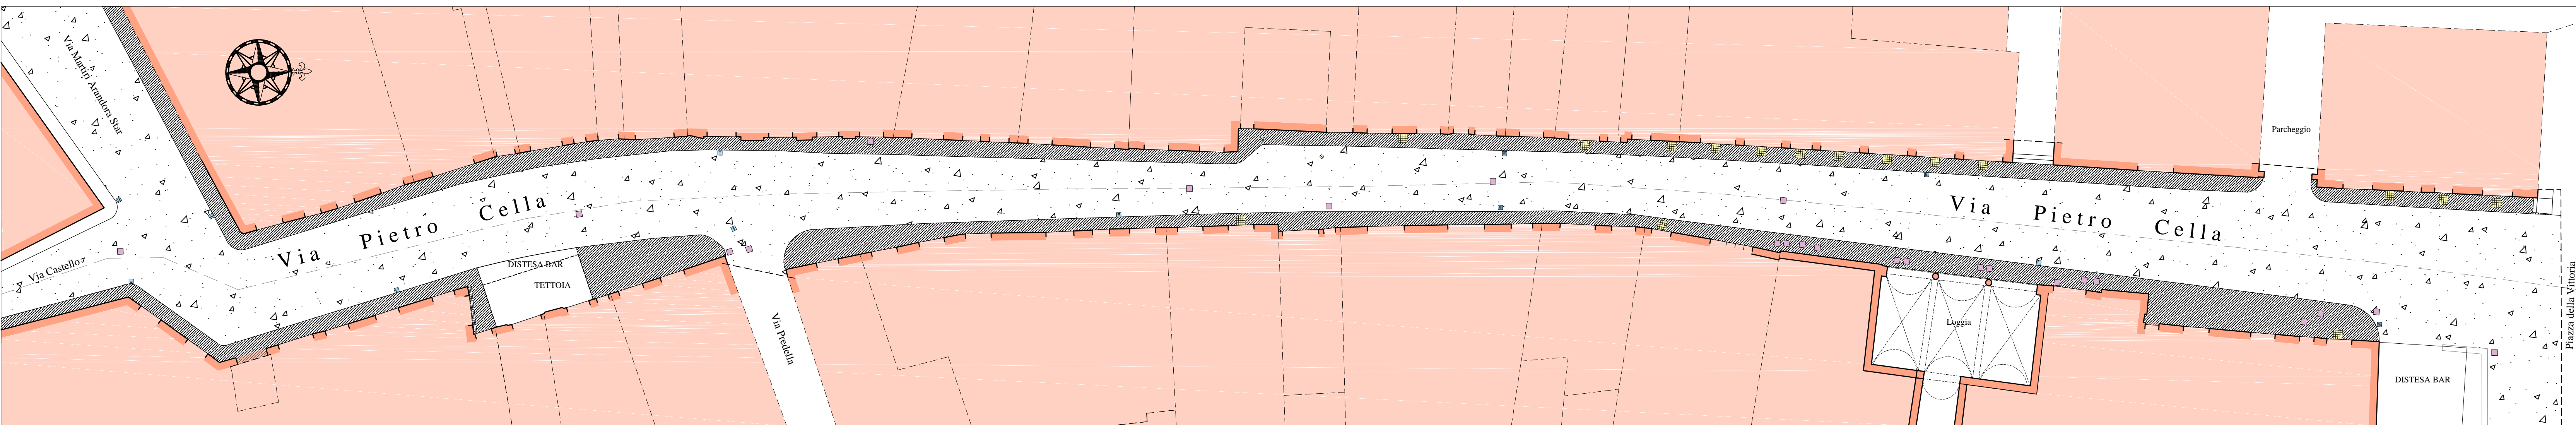 Via Martiri Arandora Star
Via Castello
Via Pietro Cella
DISTESA BAR
TETTOIA
Via Predella
Via Pietro Cella
Loggia
Parcheggio
DISTESA BAR
Piazza della Vittoria